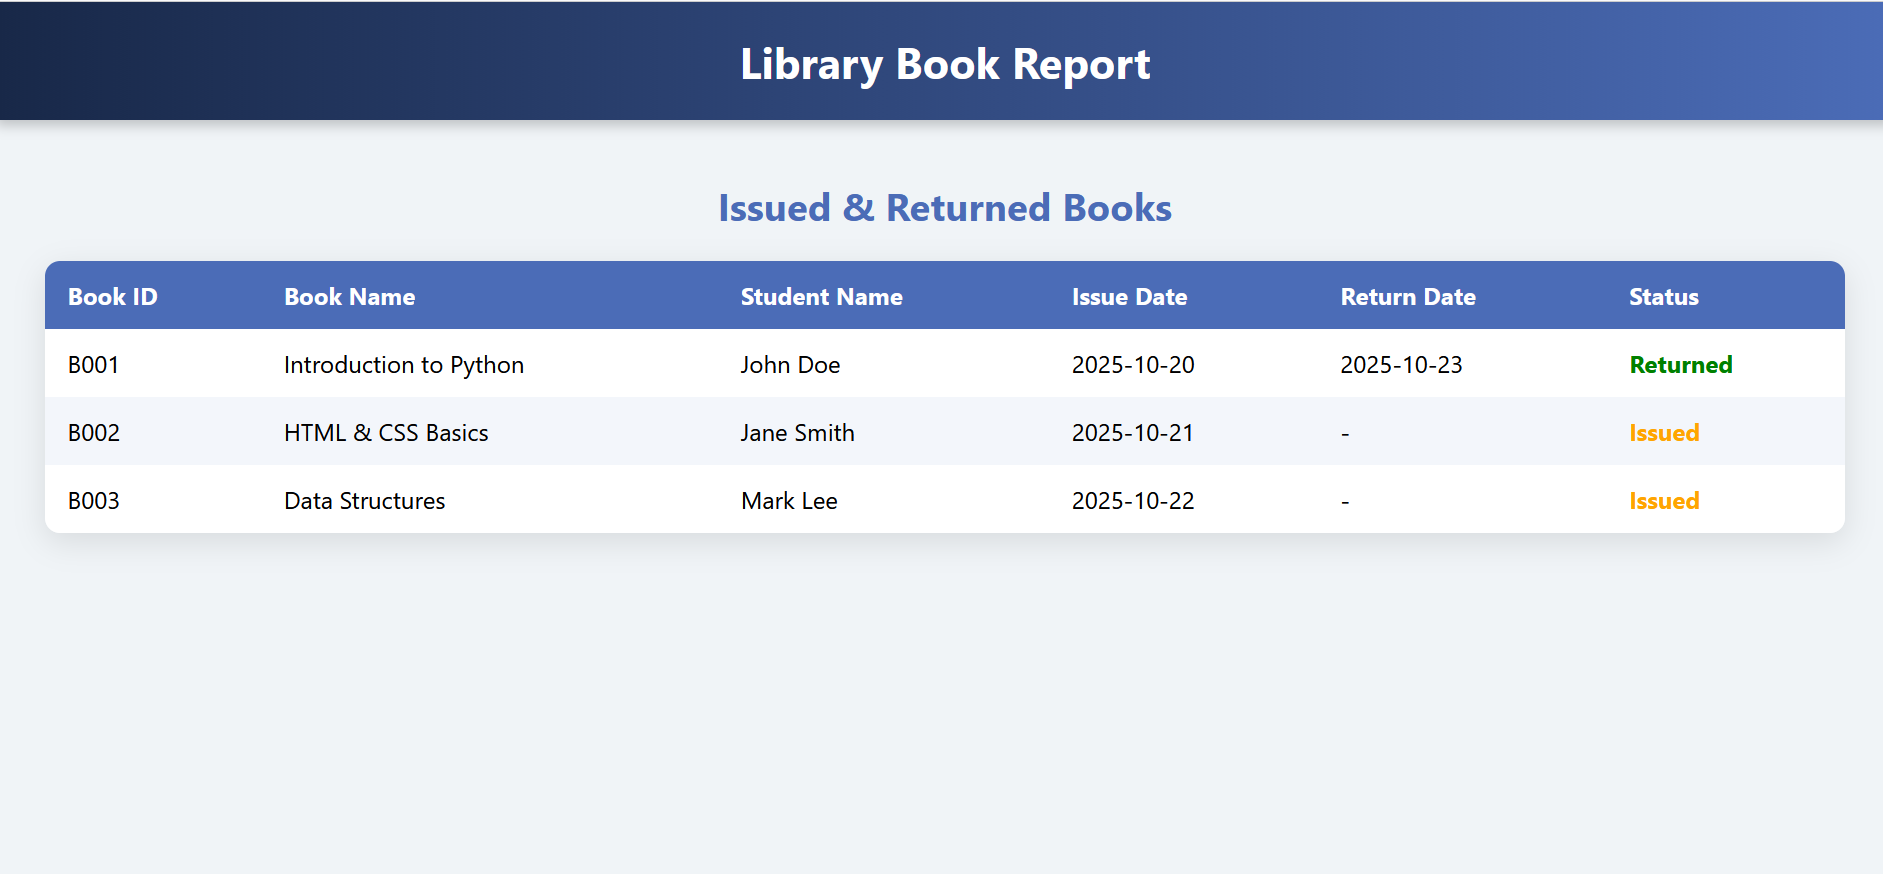 Library Book Report
Issued & Returned Books
Book ID Book Name Student Name Issue Date Return Date Status
B001 Introduction to Python John Doe 2025-10-20 2025-10-23 Returned
B002 HTML & CSS Basics Jane Smith 2025-10-21 - Issued
B003 Data Structures Mark Lee 2025-10-22 - Issued